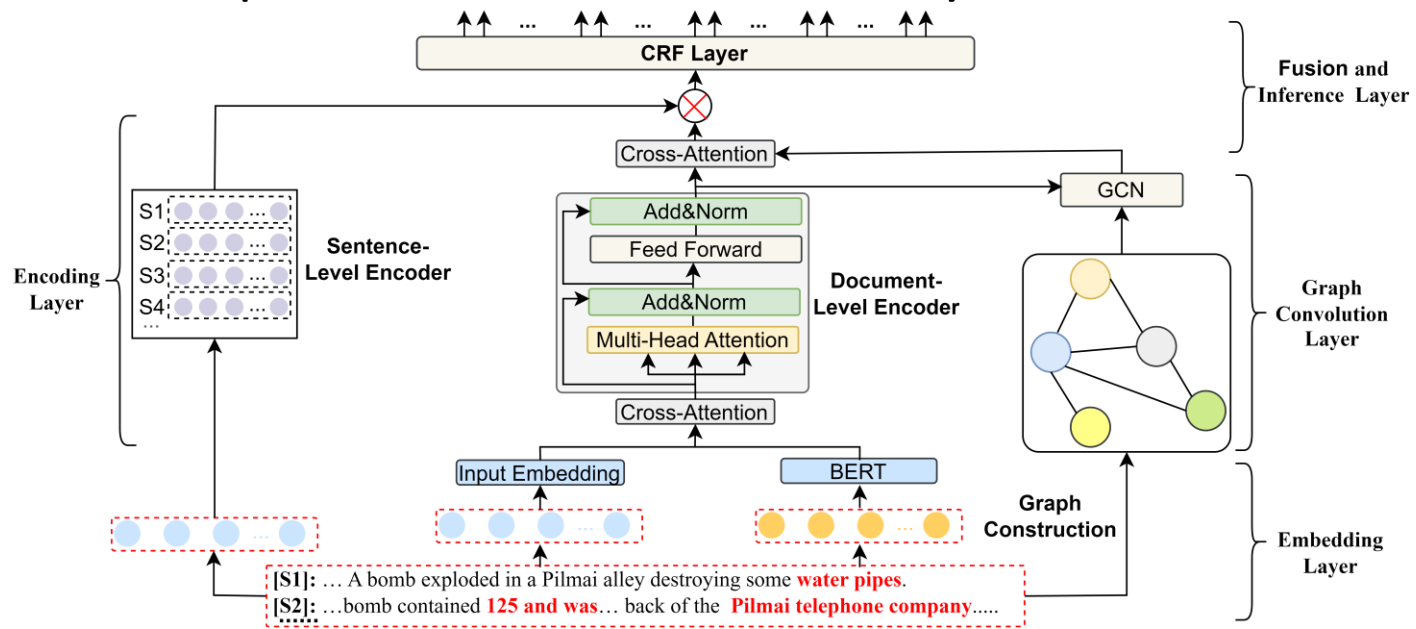 ... ... ... ... ...
CRF Layer
Fusion and
Inference Layer
Cross-Attention
GCN
S1 ...
S2 ...
S3 ...
S4 ...
...
Sentence-
Level Encoder
Encoding
Layer
Add&Norm
Feed Forward
Add&Norm
Multi-Head Attention
Document-
Level Encoder
Cross-Attention
Graph
Convolution
Layer
Input Embedding
BERT
... ... ...
Graph
Construction
Embedding
Layer
[S1]: … A bomb exploded in a Pilmai alley destroying some water pipes.
[S2]: …bomb contained 125 and was… back of the Pilmai telephone company.....